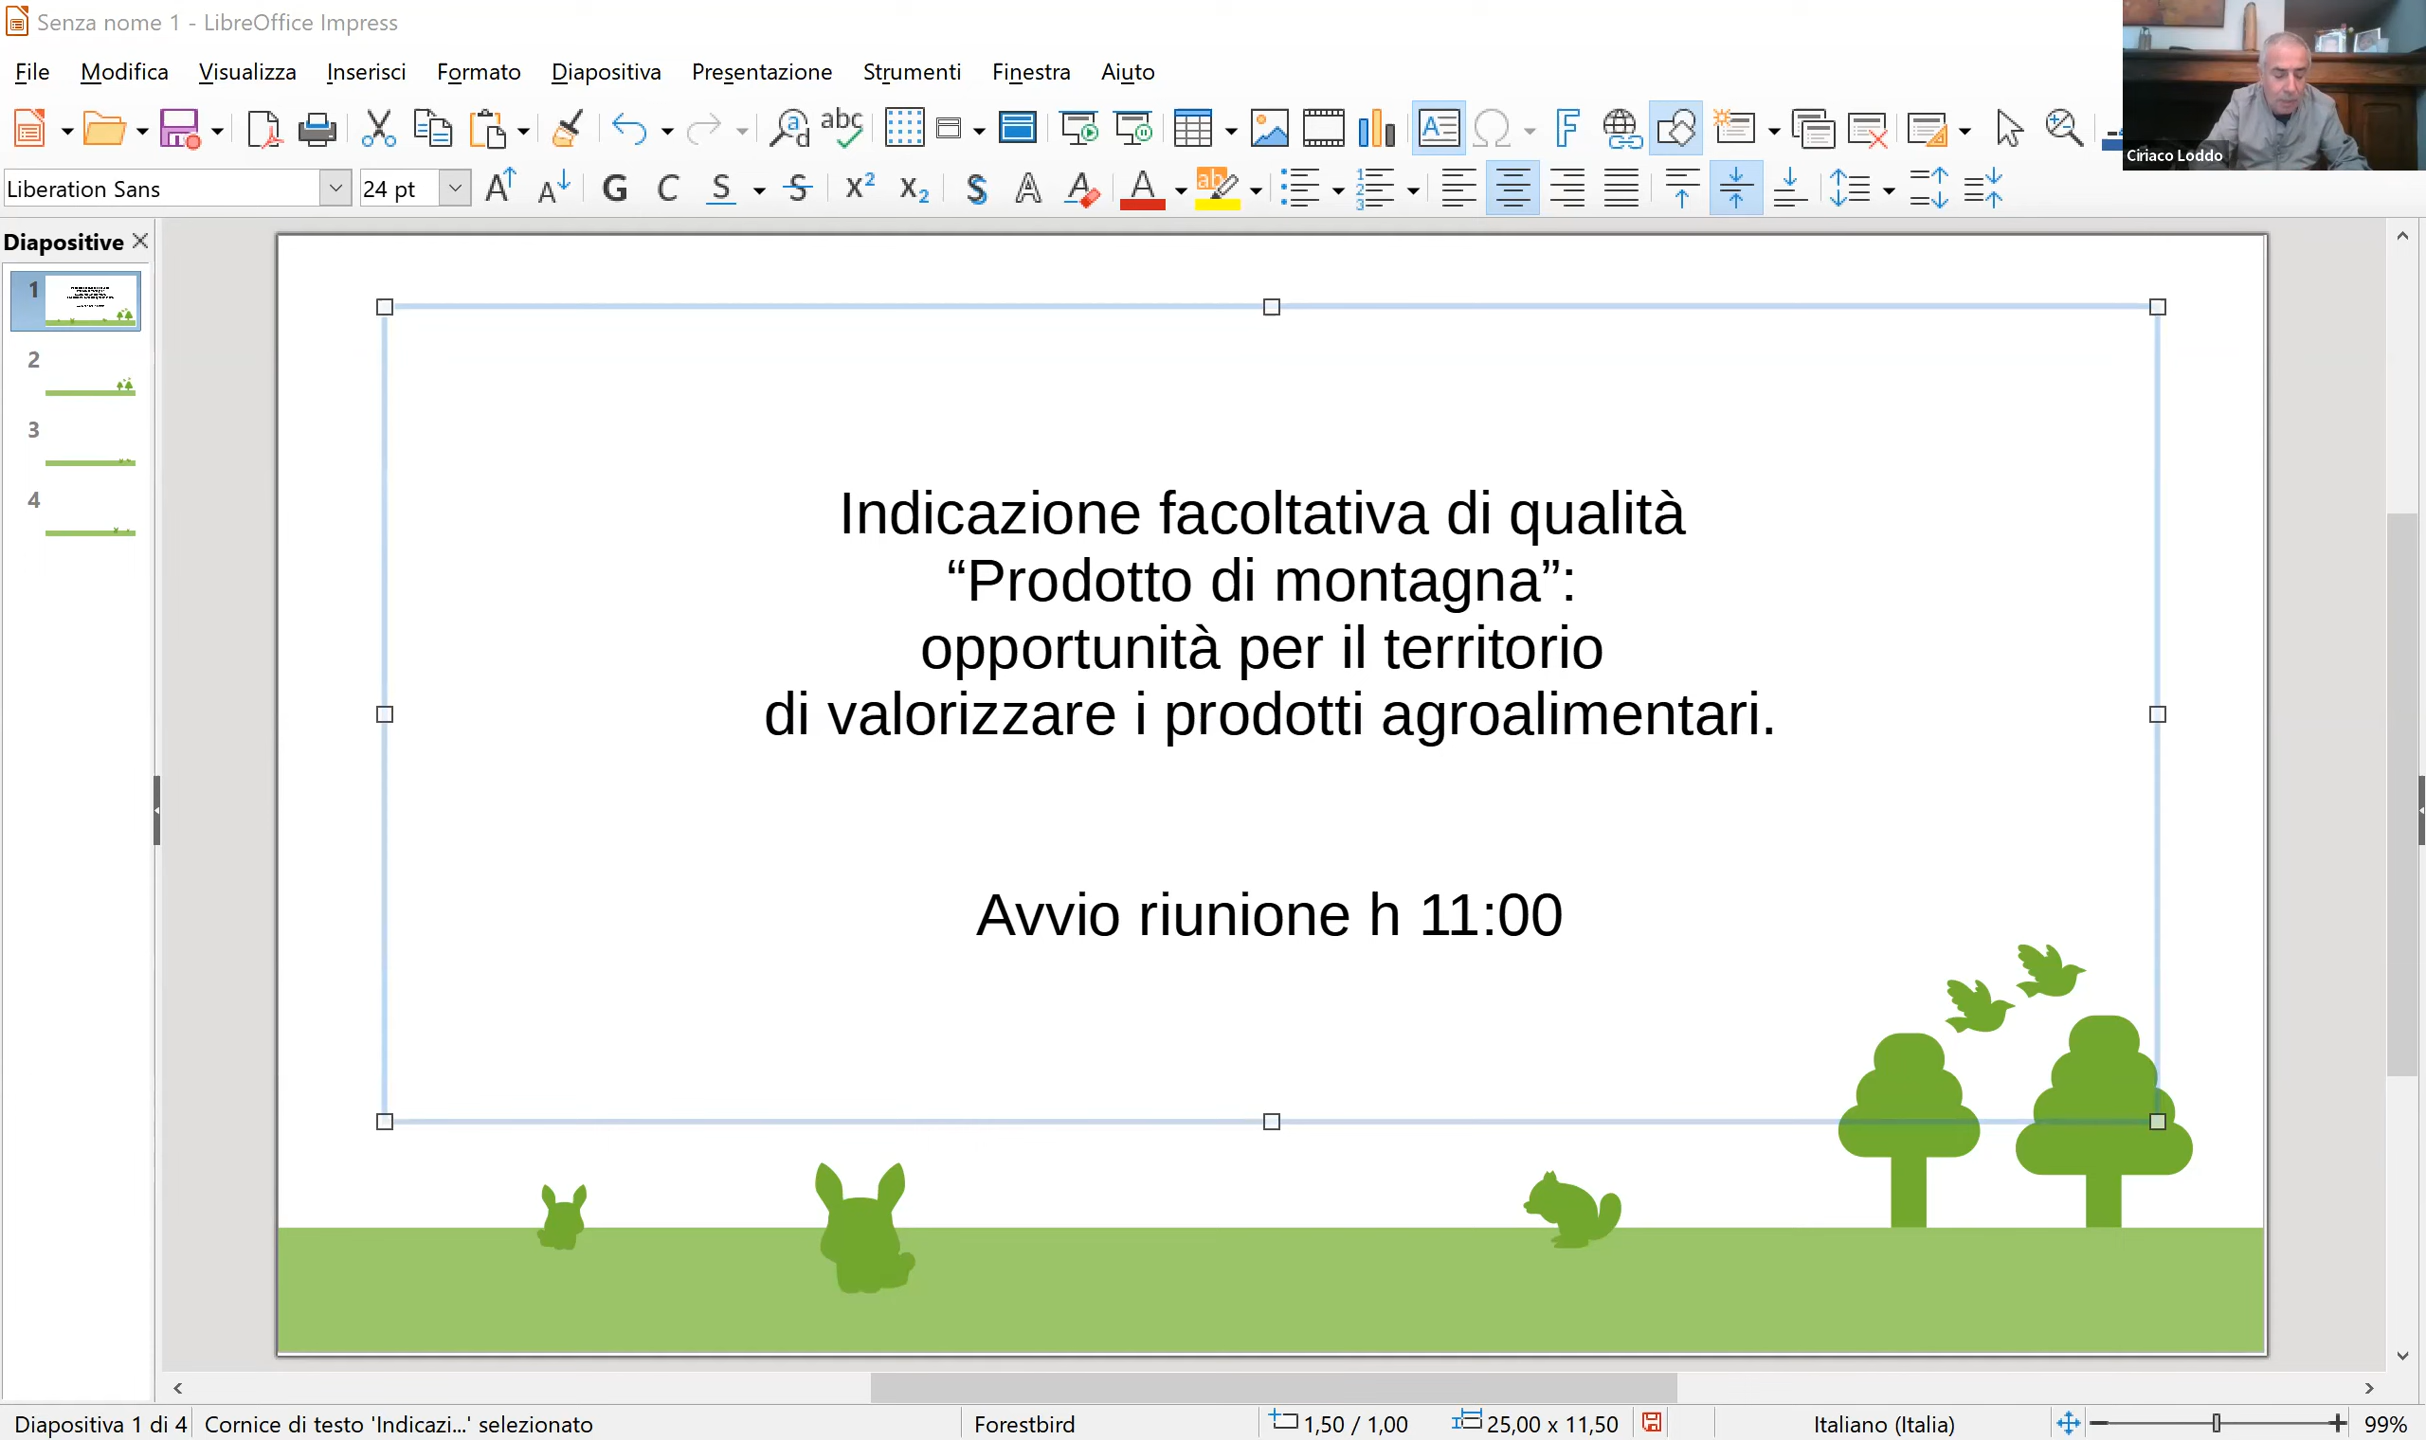 Senza nome 1 - LibreOffice Impress
File Modifica Visualizza Inserisci Formato Diapositiva Presentazione Strumenti Finestra Aiuto
Ciriaco Loddo
Liberation Sans 24 pt
Diapositive
1
2
3
4
Indicazione facoltativa di qualità
“Prodotto di montagna”:
opportunità per il territorio
di valorizzare i prodotti agroalimentari.
Avvio riunione h 11:00
Diapositiva 1 di 4 Cornice di testo 'Indicazi...' selezionato Forestbird 1,50 / 1,00 25,00 x 11,50 Italiano (Italia) 99%